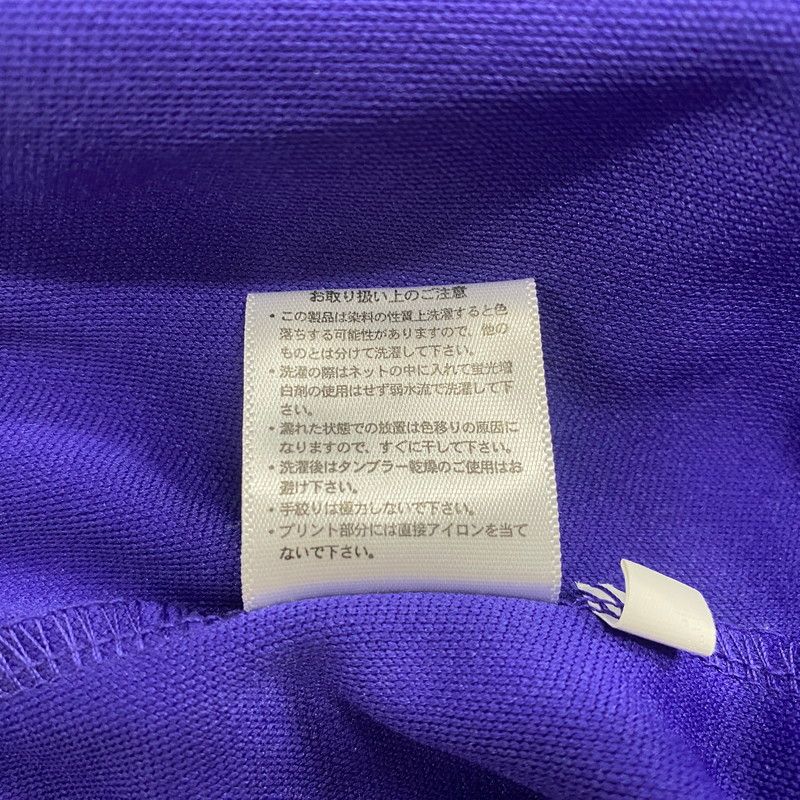 お取り扱い上のご注意
・この製品は染料の性質上洗濯すると色
落ちする可能性がありますので、他の
ものとは分けて洗濯して下さい。
・洗濯の際はネットの中に入れて蛍光増
白剤の使用はせず弱水流で洗濯して下
さい。
・濡れた状態での放置は色移りの原因に
なりますので、すぐに干して下さい。
・洗濯後はタンブラー乾燥のご使用はお
避け下さい。
・手絞りは極力しないで下さい。
・プリント部分には直接アイロンを当て
ないで下さい。